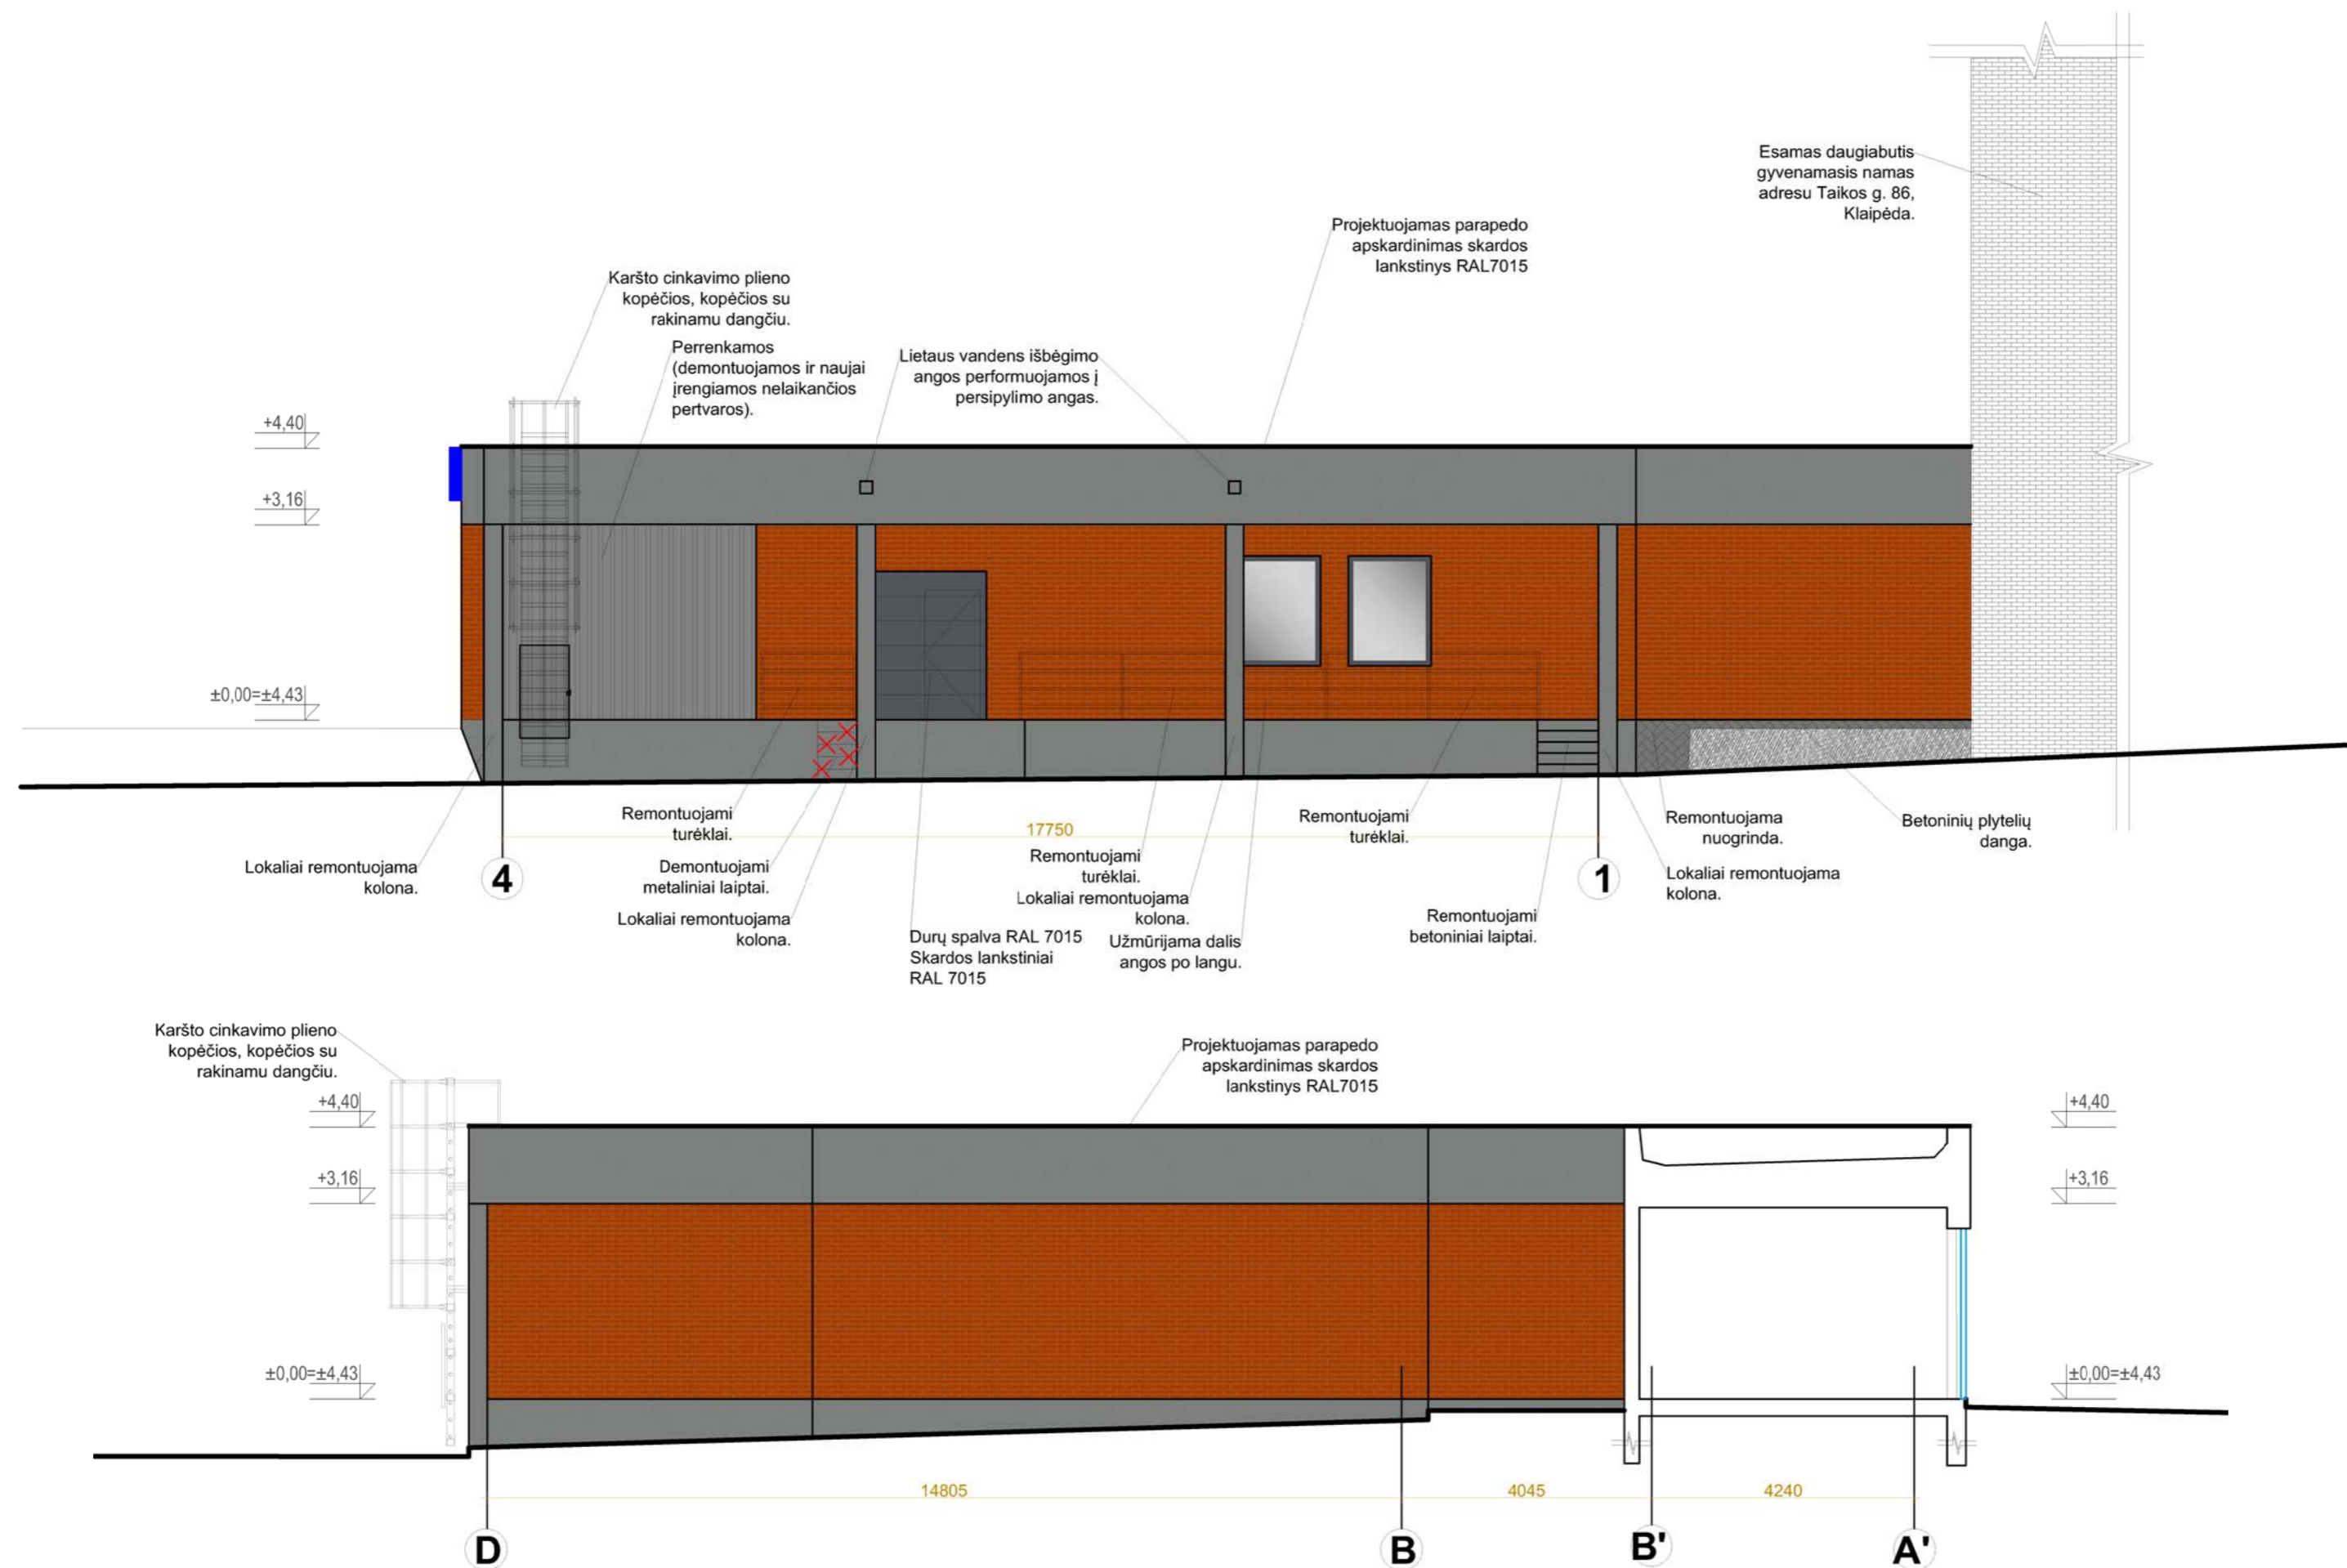 Esamas daugiabutis
gyvenamasis namas
adresu Taikos g. 86,
Klaipėda.
Projektuojamas parapedo
apskardinimas skardos
lankstinys RAL7015
Karšto cinkavimo plieno
kopėčios, kopėčios su
rakinamu dangčiu.
Perrenkamos
(demontuojamos ir naujai
įrengiamos nelaikančios
pertvaros).
Lietaus vandens išbėgimo
angos performuojamos į
persipylimo angas.
+4,40
+3,16
±0,00=±4,43
Remontuojami
turėklai.
17750
Remontuojami
turėklai.
Remontuojama
nuogrinda.
Betoninių plytelių
danga.
Lokaliai remontuojama
kolona.
4
Demontuojami
metaliniai laiptai.
Remontuojami
turėklai.
1
Lokaliai remontuojama
kolona.
Lokaliai remontuojama
kolona.
Lokaliai remontuojama
kolona.
Remontuojami
betoniniai laiptai.
Durų spalva RAL 7015
Skardos lankstiniai
RAL 7015
Užmūrijama dalis
angos po langu.
Karšto cinkavimo plieno
kopėčios, kopėčios su
rakinamu dangčiu.
Projektuojamas parapedo
apskardinimas skardos
lankstinys RAL7015
+4,40
+4,40
+3,16
+3,16
±0,00=±4,43
±0,00=±4,43
14805
4045
4240
D
B
B'
A'